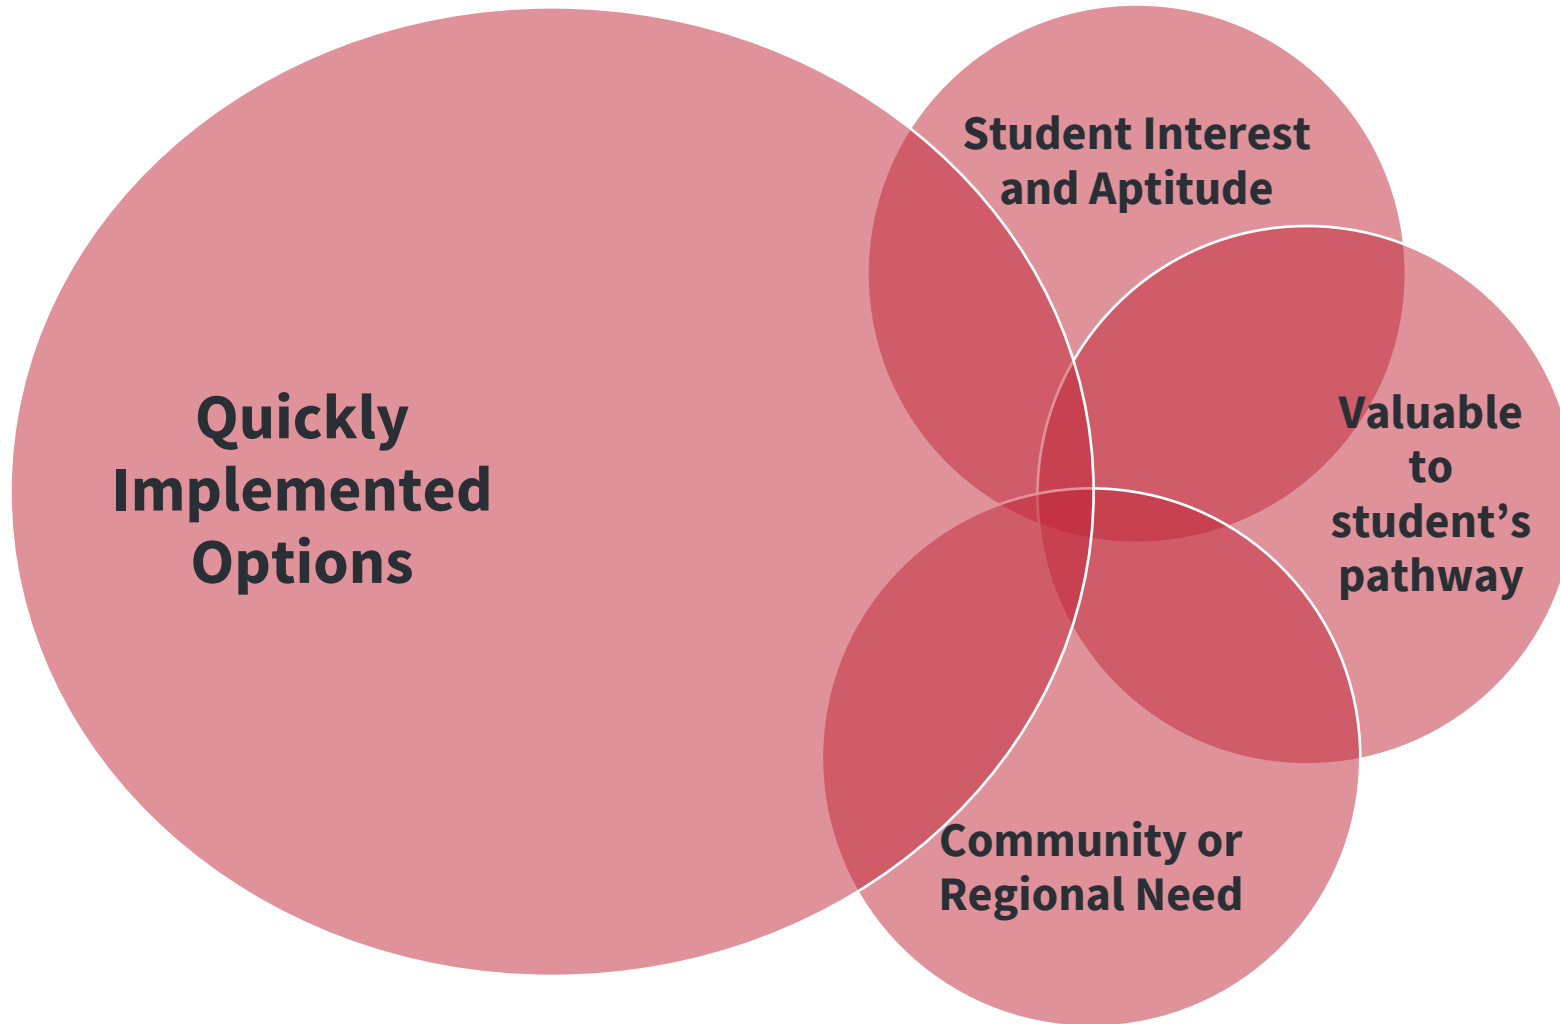 Quickly
Implemented
Options
Student Interest
and Aptitude
Valuable
to
student’s
pathway
Community or
Regional Need